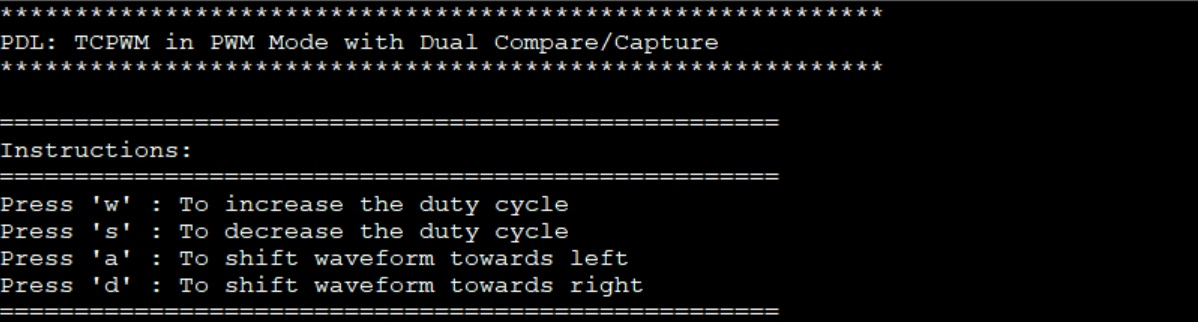 ***********************************************************
PDL: TCPWM in PWM Mode with Dual Compare/Capture
***********************************************************
====================================================
Instructions:
====================================================
Press 'w' : To increase the duty cycle
Press 's' : To decrease the duty cycle
Press 'a' : To shift waveform towards left
Press 'd' : To shift waveform towards right
====================================================